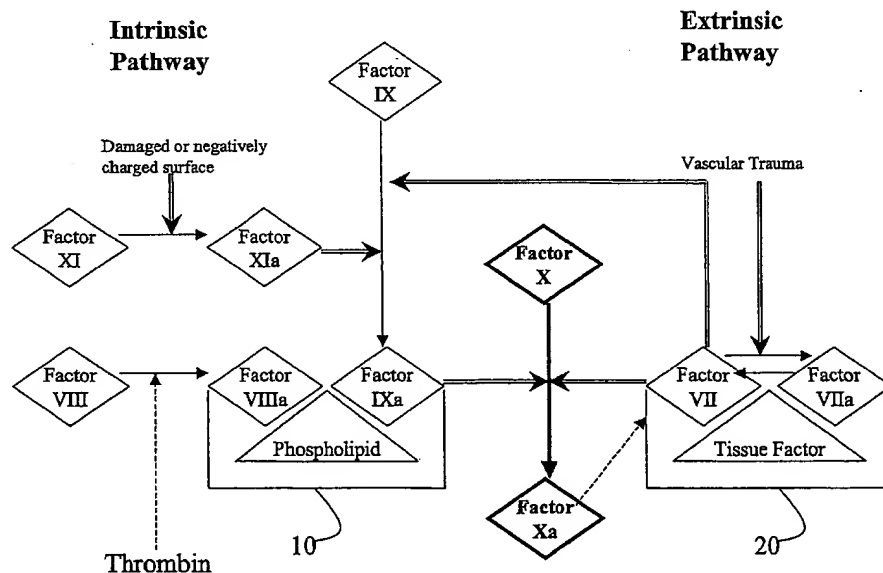 Intrinsic
Pathway
Extrinsic
Pathway
Factor
IX
Damaged or negatively
charged surface
Vascular Trauma
Factor
XI
Factor
XIa
Factor
X
Factor
VIII
Factor
VIIIa
Factor
IXa
Factor
VII
Factor
VIIa
Phospholipid
Tissue Factor
Factor
Xa
10
20
Thrombin